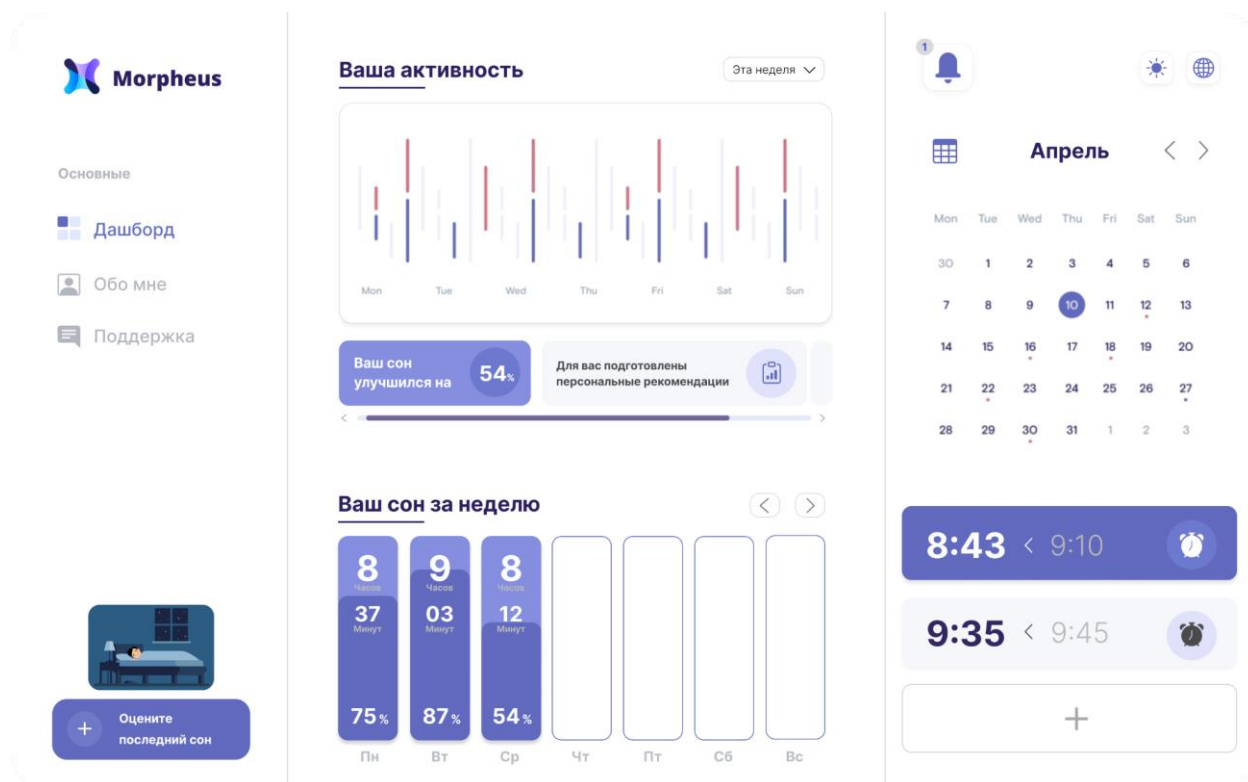 Morpheus
Основные
Дашборд
Обо мне
Поддержка
Оцените
последний сон
Ваша активность
Эта неделя
Mon Tue Wed Thu Fri Sat Sun
Ваш сон
улучшился на
54%
Для вас подготовлены
персональные рекомендации
Ваш сон за неделю
8 9 8
Часов Часов Часов
37 03 12
Минут Минут Минут
75% 87% 54%
Пн Вт Ср Чт Пт Сб Вс
1
Апрель
Mon Tue Wed Thu Fri Sat Sun
30 1 2 3 4 5 6
7 8 9 10 11 12 13
14 15 16 17 18 19 20
21 22 23 24 25 26 27
28 29 30 31 1 2 3
8:43 < 9:10
9:35 < 9:45